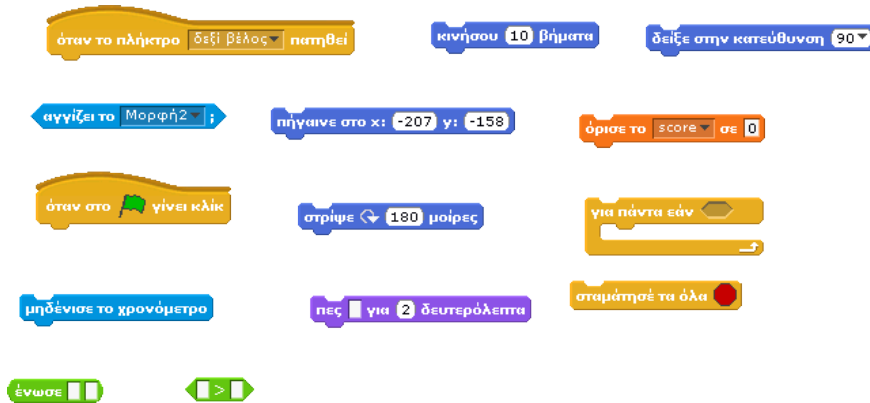 όταν το πλήκτρο δεξί βέλος πατηθεί
κινήσου 10 βήματα
δείξε στην κατεύθυνση 90
αγγίζει το Μορφή2 ;
πήγαινε στο x: -207 y: -158
όρισε το score σε 0
όταν στο γίνει κλίκ
στρίψε 180 μοίρες
για πάντα εάν
μηδένισε το χρονόμετρο
πες για 2 δευτερόλεπτα
σταμάτησέ τα όλα
ένωσε
>